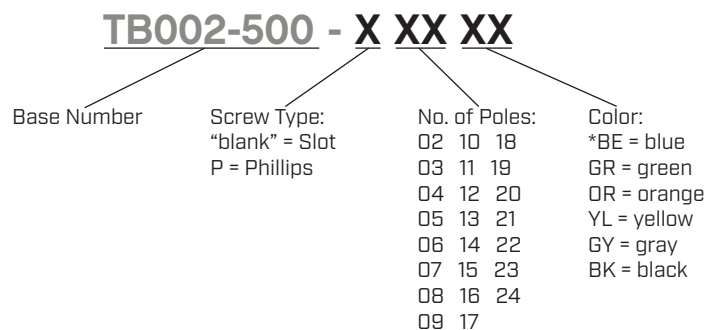 TB002-500 - X XX XX
Base Number
Screw Type:
“blank” = Slot
P = Phillips
No. of Poles:
02 10 18
03 11 19
04 12 20
05 13 21
06 14 22
07 15 23
08 16 24
09 17
Color:
*BE = blue
GR = green
OR = orange
YL = yellow
GY = gray
BK = black